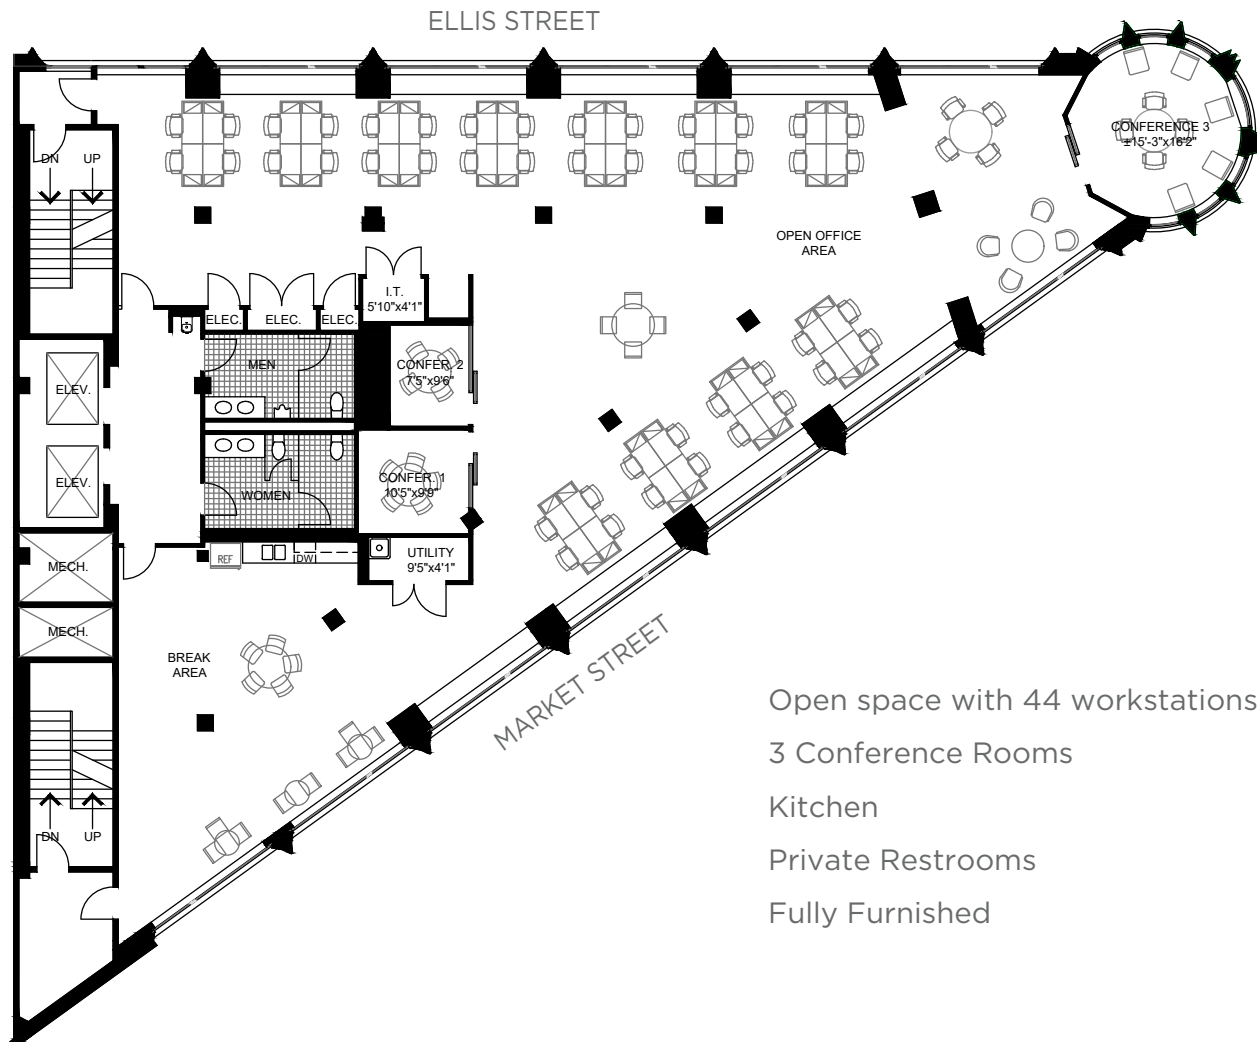 ELLIS STREET
CONFERENCE 3
±15'-3"x16'2"
DN
UP
OPEN OFFICE
AREA
I.T.
5'10"x4'1"
ELEC.
ELEC.
ELEC.
MEN
CONFER. 2
7'5"x9'6"
ELEV.
ELEV.
CONFER. 1
10'5"x9'9"
WOMEN
REF
DW
UTILITY
9'5"x4'1"
MECH.
MECH.
BREAK
AREA
MARKET STREET
DN
UP
Open space with 44 workstations
3 Conference Rooms
Kitchen
Private Restrooms
Fully Furnished